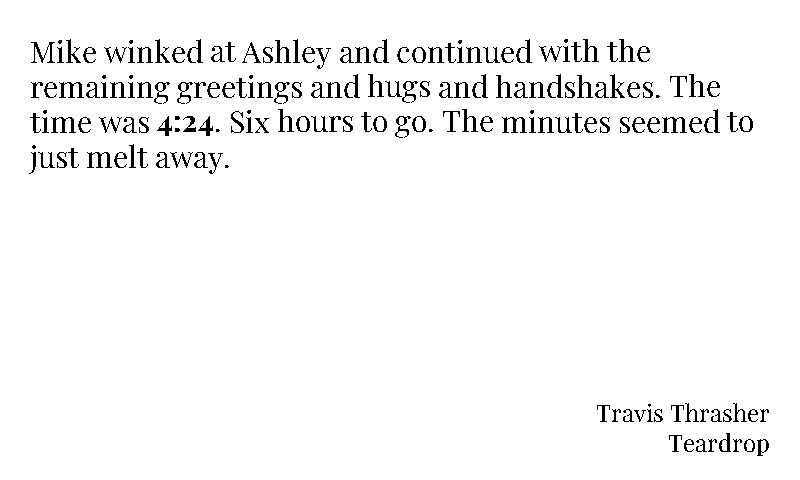 Mike winked at Ashley and continued with the
remaining greetings and hugs and handshakes. The
time was 4:24. Six hours to go. The minutes seemed to
just melt away.
Travis Thrasher
Teardrop